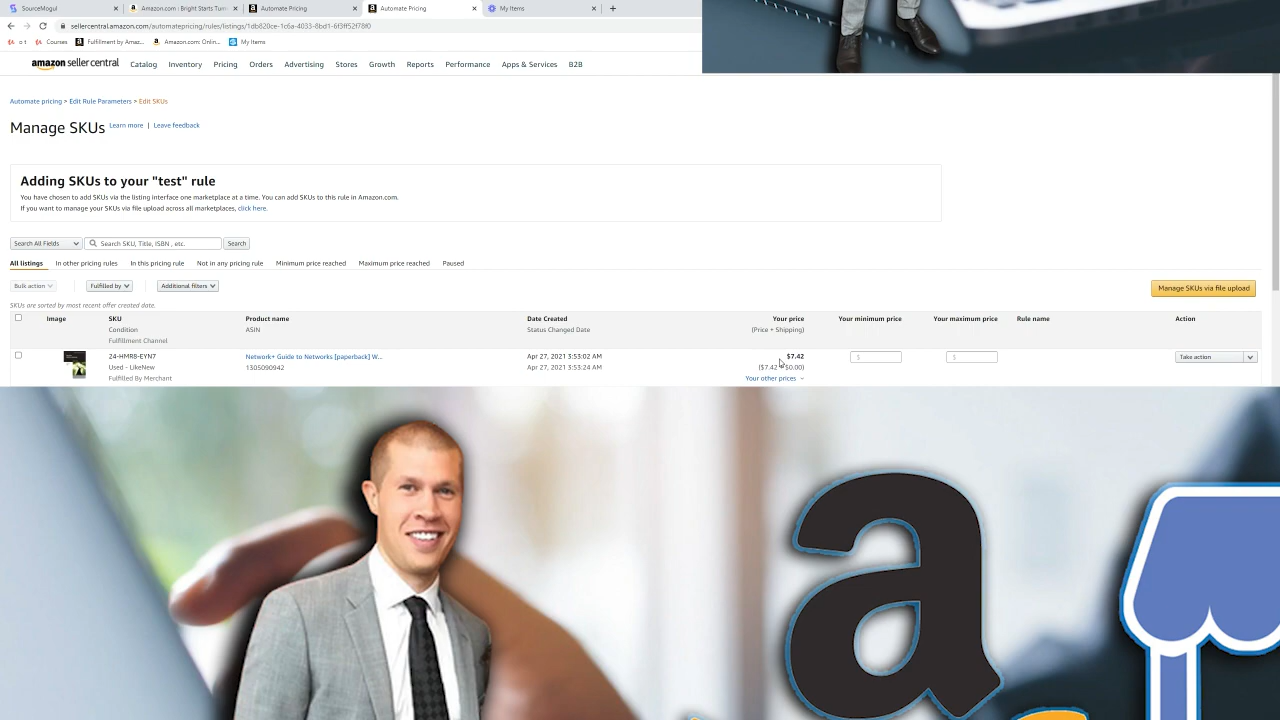 SourceMogul
Amazon.com : Bright Starts Turn
Automate Pricing
Automate Pricing
My Items
sellercentral.amazon.com/automatepricing/rules/listings/1db820ce-1c6a-4033-8bd1-6f3ff52f78f0
o t
Courses
Fulfillment by Amaz...
Amazon.com: Onlin...
My Items
amazon seller central
Catalog
Inventory
Pricing
Orders
Advertising
Stores
Growth
Reports
Performance
Apps & Services
B2B
Automate pricing > Edit Rule Parameters > Edit SKUs
Manage SKUs Learn more | Leave feedback
Adding SKUs to your "test" rule
You have chosen to add SKUs via the listing interface one marketplace at a time. You can add SKUs to this rule in Amazon.com.
If you want to manage your SKUs via file upload across all marketplaces, click here.
Search All Fields
Search SKU, Title, ISBN , etc.
Search
All listings
In other pricing rules
In this pricing rule
Not in any pricing rule
Minimum price reached
Maximum price reached
Paused
Bulk action
Fulfilled by
Additional filters
Manage SKUs via file upload
SKUs are sorted by most recent offer created date.
Image
SKU
Condition
Fulfillment Channel
Product name
ASIN
Date Created
Status Changed Date
Your price
(Price + Shipping)
Your minimum price
Your maximum price
Rule name
Action
24-HMR8-EYN7
Used - LikeNew
Fulfilled By Merchant
Network+ Guide to Networks [paperback] W...
1305090942
Apr 27, 2021 3:53:02 AM
Apr 27, 2021 3:53:24 AM
$7.42
($7.42 + $0.00)
Your other prices
$
$
Take action
a